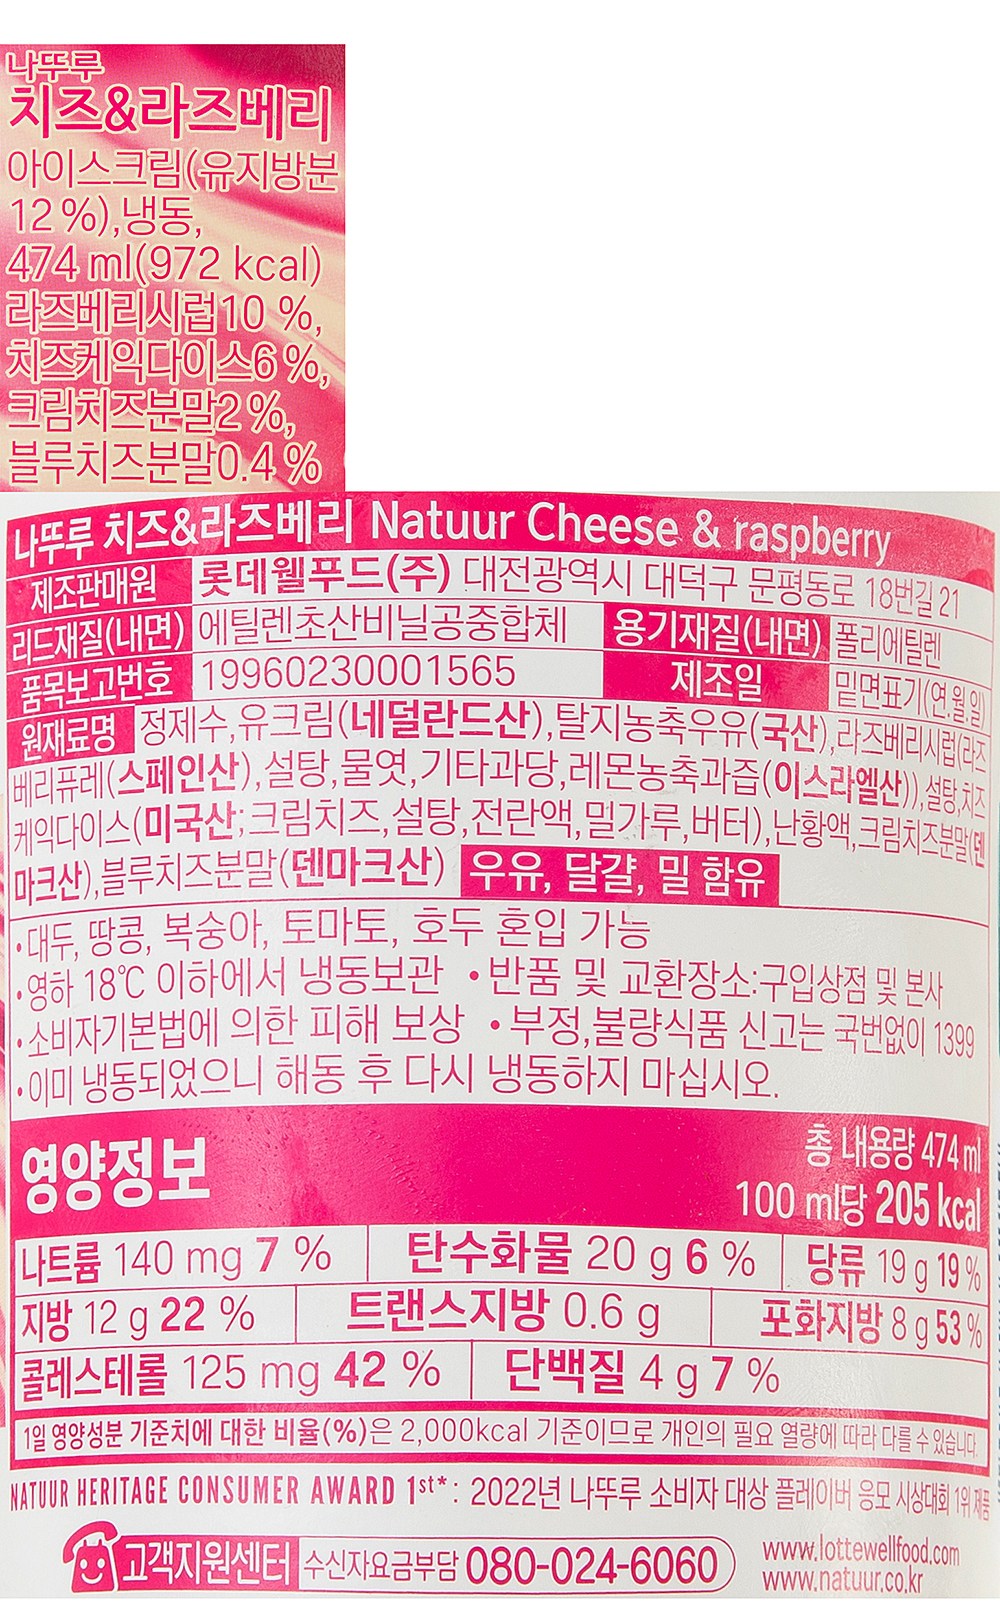 나뚜루
치즈&라즈베리
아이스크림(유지방분
12 %),냉동,
474 ml(972 kcal)
라즈베리시럽10 %,
치즈케익다이스6 %,
크림치즈분말2 %,
블루치즈분말0.4 %
나뚜루 치즈&라즈베리 Natuur Cheese & raspberry
제조판매원 롯데웰푸드(주) 대전광역시 대덕구 문평동로 18번길 21
리드재질(내면) 에틸렌초산비닐공중합체 용기재질(내면) 폴리에틸렌
품목보고번호 19960230001565 제조일 밑면표기(연.월.일)
원재료명 정제수,유크림(네덜란드산),탈지농축우유(국산),라즈베리시럽(라즈
베리퓨레(스페인산),설탕,물엿,기타과당,레몬농축과즙(이스라엘산)),설탕,치즈
케익다이스(미국산;크림치즈,설탕,전란액,밀가루,버터),난황액,크림치즈분말(덴
마크산),블루치즈분말(덴마크산) 우유, 달걀, 밀 함유
•대두, 땅콩, 복숭아, 토마토, 호두 혼입 가능
•영하 18℃ 이하에서 냉동보관 •반품 및 교환장소:구입상점 및 본사
•소비자기본법에 의한 피해 보상 •부정,불량식품 신고는 국번없이 1399
•이미 냉동되었으니 해동 후 다시 냉동하지 마십시오.
영양정보 총 내용량 474 ml
100 ml당 205 kcal
나트륨 140 mg 7 % 탄수화물 20 g 6 % 당류 19 g 19 %
지방 12 g 22 % 트랜스지방 0.6 g 포화지방 8 g 53 %
콜레스테롤 125 mg 42 % 단백질 4 g 7 %
1일 영양성분 기준치에 대한 비율(%)은 2,000kcal 기준이므로 개인의 필요 열량에 따라 다를 수 있습니다.
NATUUR HERITAGE CONSUMER AWARD 1st*: 2022년 나뚜루 소비자 대상 플레이버 응모 시상대회 1위 제품
고객지원센터 수신자요금부담 080-024-6060 www.lottewellfood.com
www.natuur.co.kr